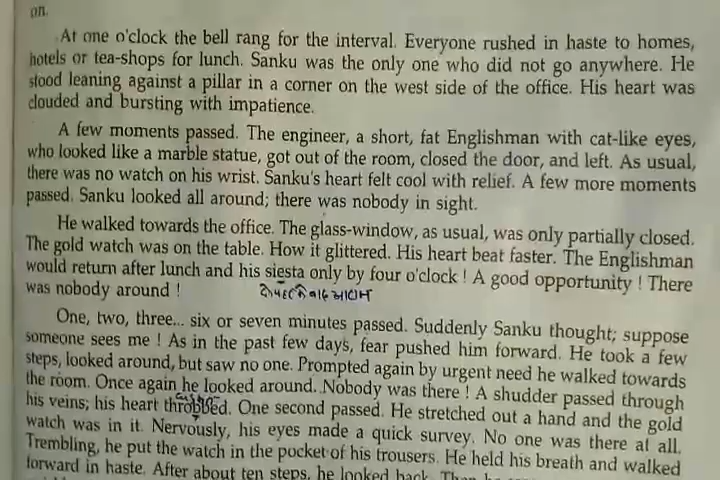 on.
At one o'clock the bell rang for the interval. Everyone rushed in haste to homes,
hotels or tea-shops for lunch. Sanku was the only one who did not go anywhere. He
stood leaning against a pillar in a corner on the west side of the office. His heart was
clouded and bursting with impatience.
A few moments passed. The engineer, a short, fat Englishman with cat-like eyes,
who looked like a marble statue, got out of the room, closed the door, and left. As usual,
there was no watch on his wrist. Sanku's heart felt cool with relief. A few more moments
passed. Sanku looked all around; there was nobody in sight.
He walked towards the office. The glass-window, as usual, was only partially closed.
The gold watch was on the table. How it glittered. His heart beat faster. The Englishman
would return after lunch and his siesta only by four o'clock ! A good opportunity ! There
was nobody around !
One, two, three... six or seven minutes passed. Suddenly Sanku thought; suppose
someone sees me ! As in the past few days, fear pushed him forward. He took a few
steps, looked around, but saw no one. Prompted again by urgent need he walked towards
the room. Once again he looked around. Nobody was there ! A shudder passed through
his veins; his heart throbbed. One second passed. He stretched out a hand and the gold
watch was in it. Nervously, his eyes made a quick survey. No one was there at all.
Trembling, he put the watch in the pocket of his trousers. He held his breath and walked
forward in haste. After about ten steps, he looked back.